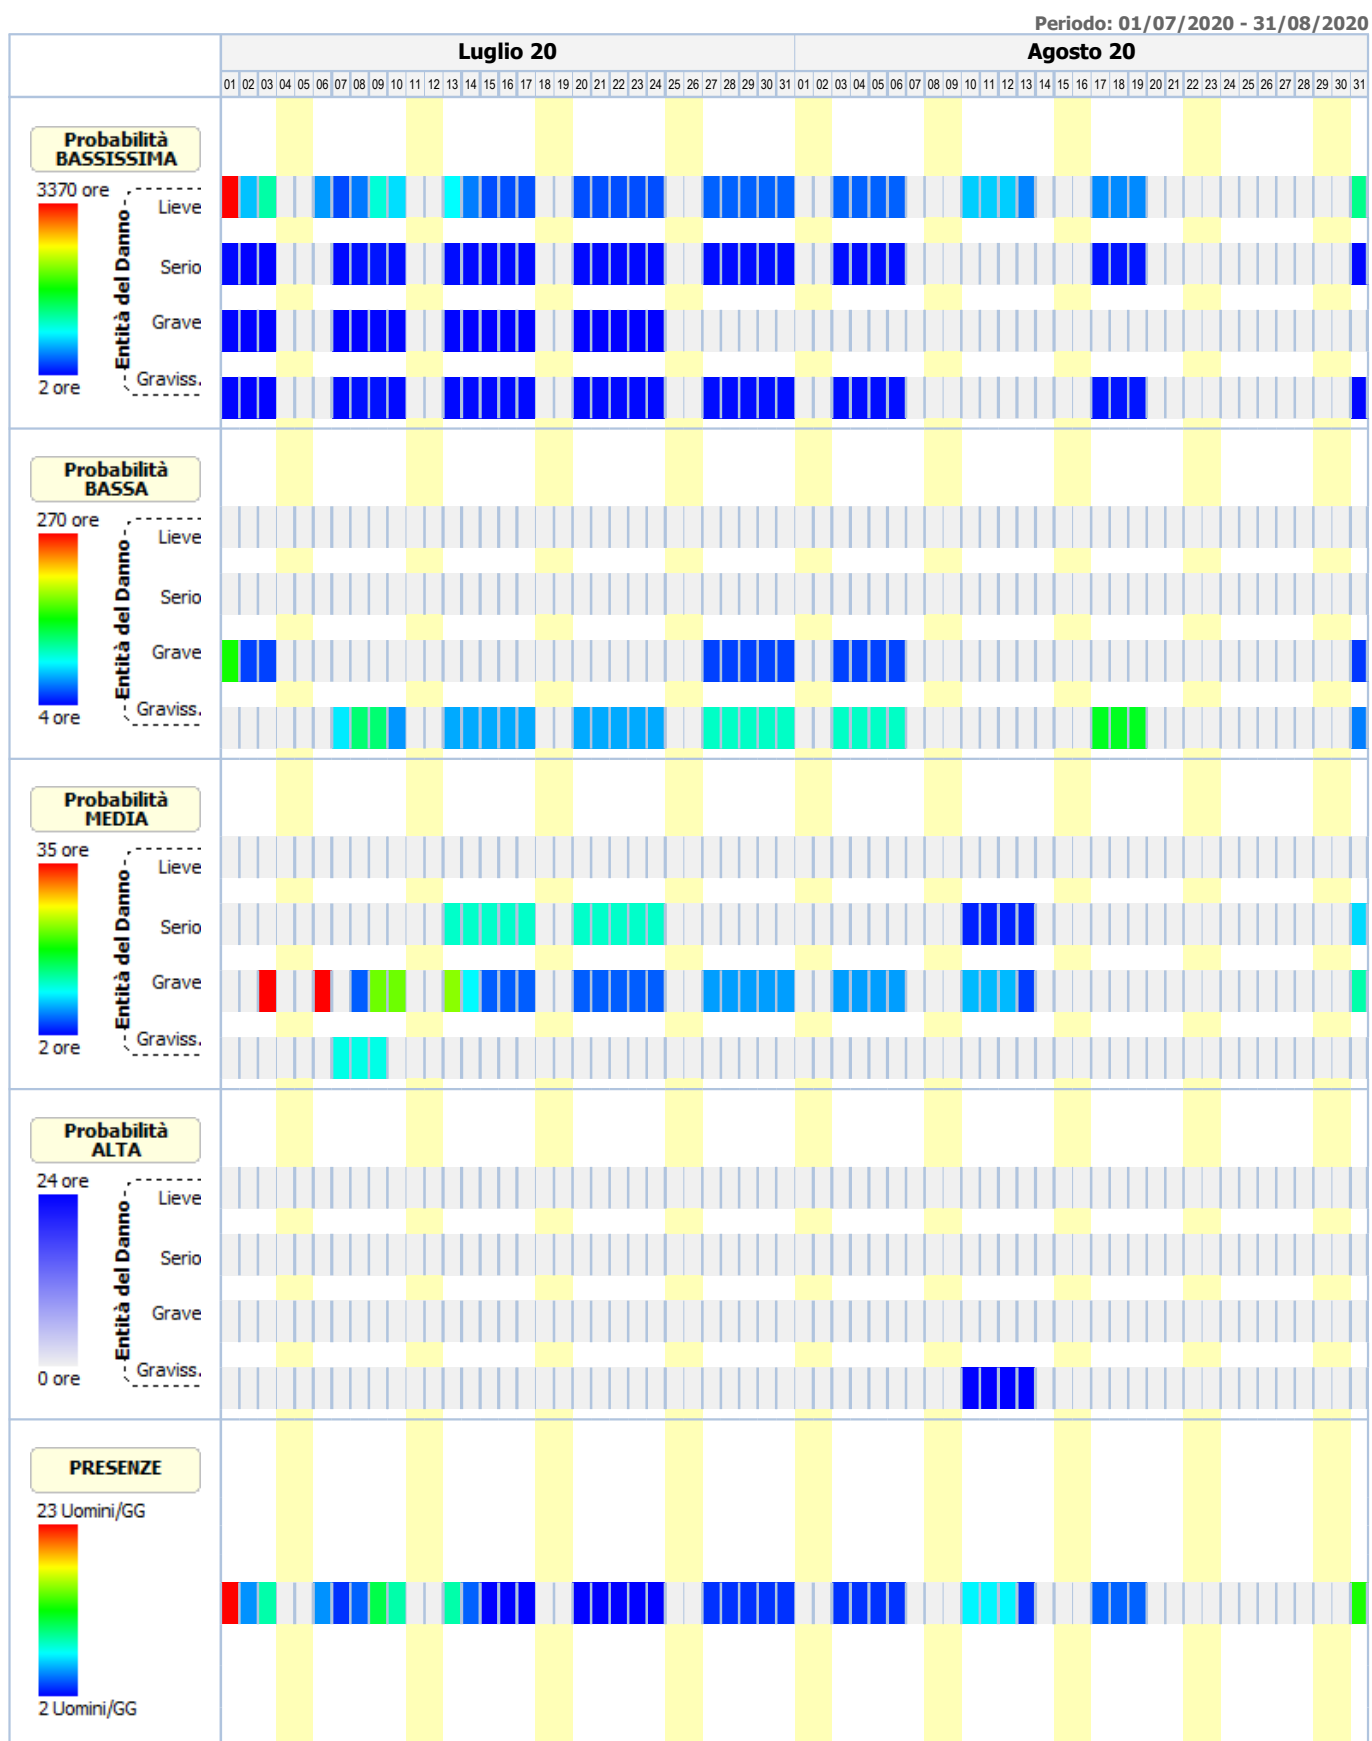 Periodo: 01/07/2020 - 31/08/2020
Luglio 20 Agosto 20
01 02 03 04 05 06 07 08 09 10 11 12 13 14 15 16 17 18 19 20 21 22 23 24 25 26 27 28 29 30 31 01 02 03 04 05 06 07 08 09 10 11 12 13 14 15 16 17 18 19 20 21 22 23 24 25 26 27 28 29 30 31
Probabilità
BASSISSIMA
3370 ore
Entità del Danno
Lieve
Serio
Grave
Graviss.
2 ore
Probabilità
BASSA
270 ore
Entità del Danno
Lieve
Serio
Grave
Graviss.
4 ore
Probabilità
MEDIA
35 ore
Entità del Danno
Lieve
Serio
Grave
Graviss.
2 ore
Probabilità
ALTA
24 ore
Entità del Danno
Lieve
Serio
Grave
Graviss.
0 ore
PRESENZE
23 Uomini/GG
2 Uomini/GG